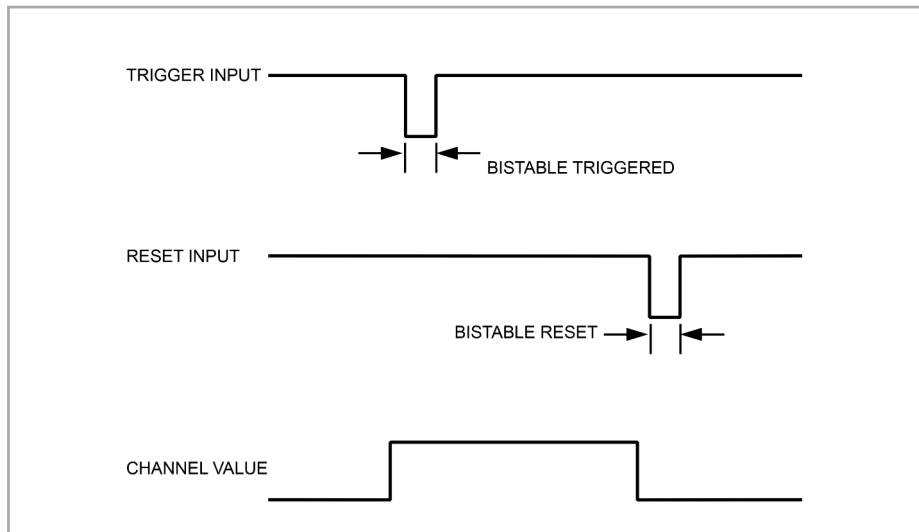 TRIGGER INPUT
BISTABLE TRIGGERED
RESET INPUT
BISTABLE RESET
CHANNEL VALUE